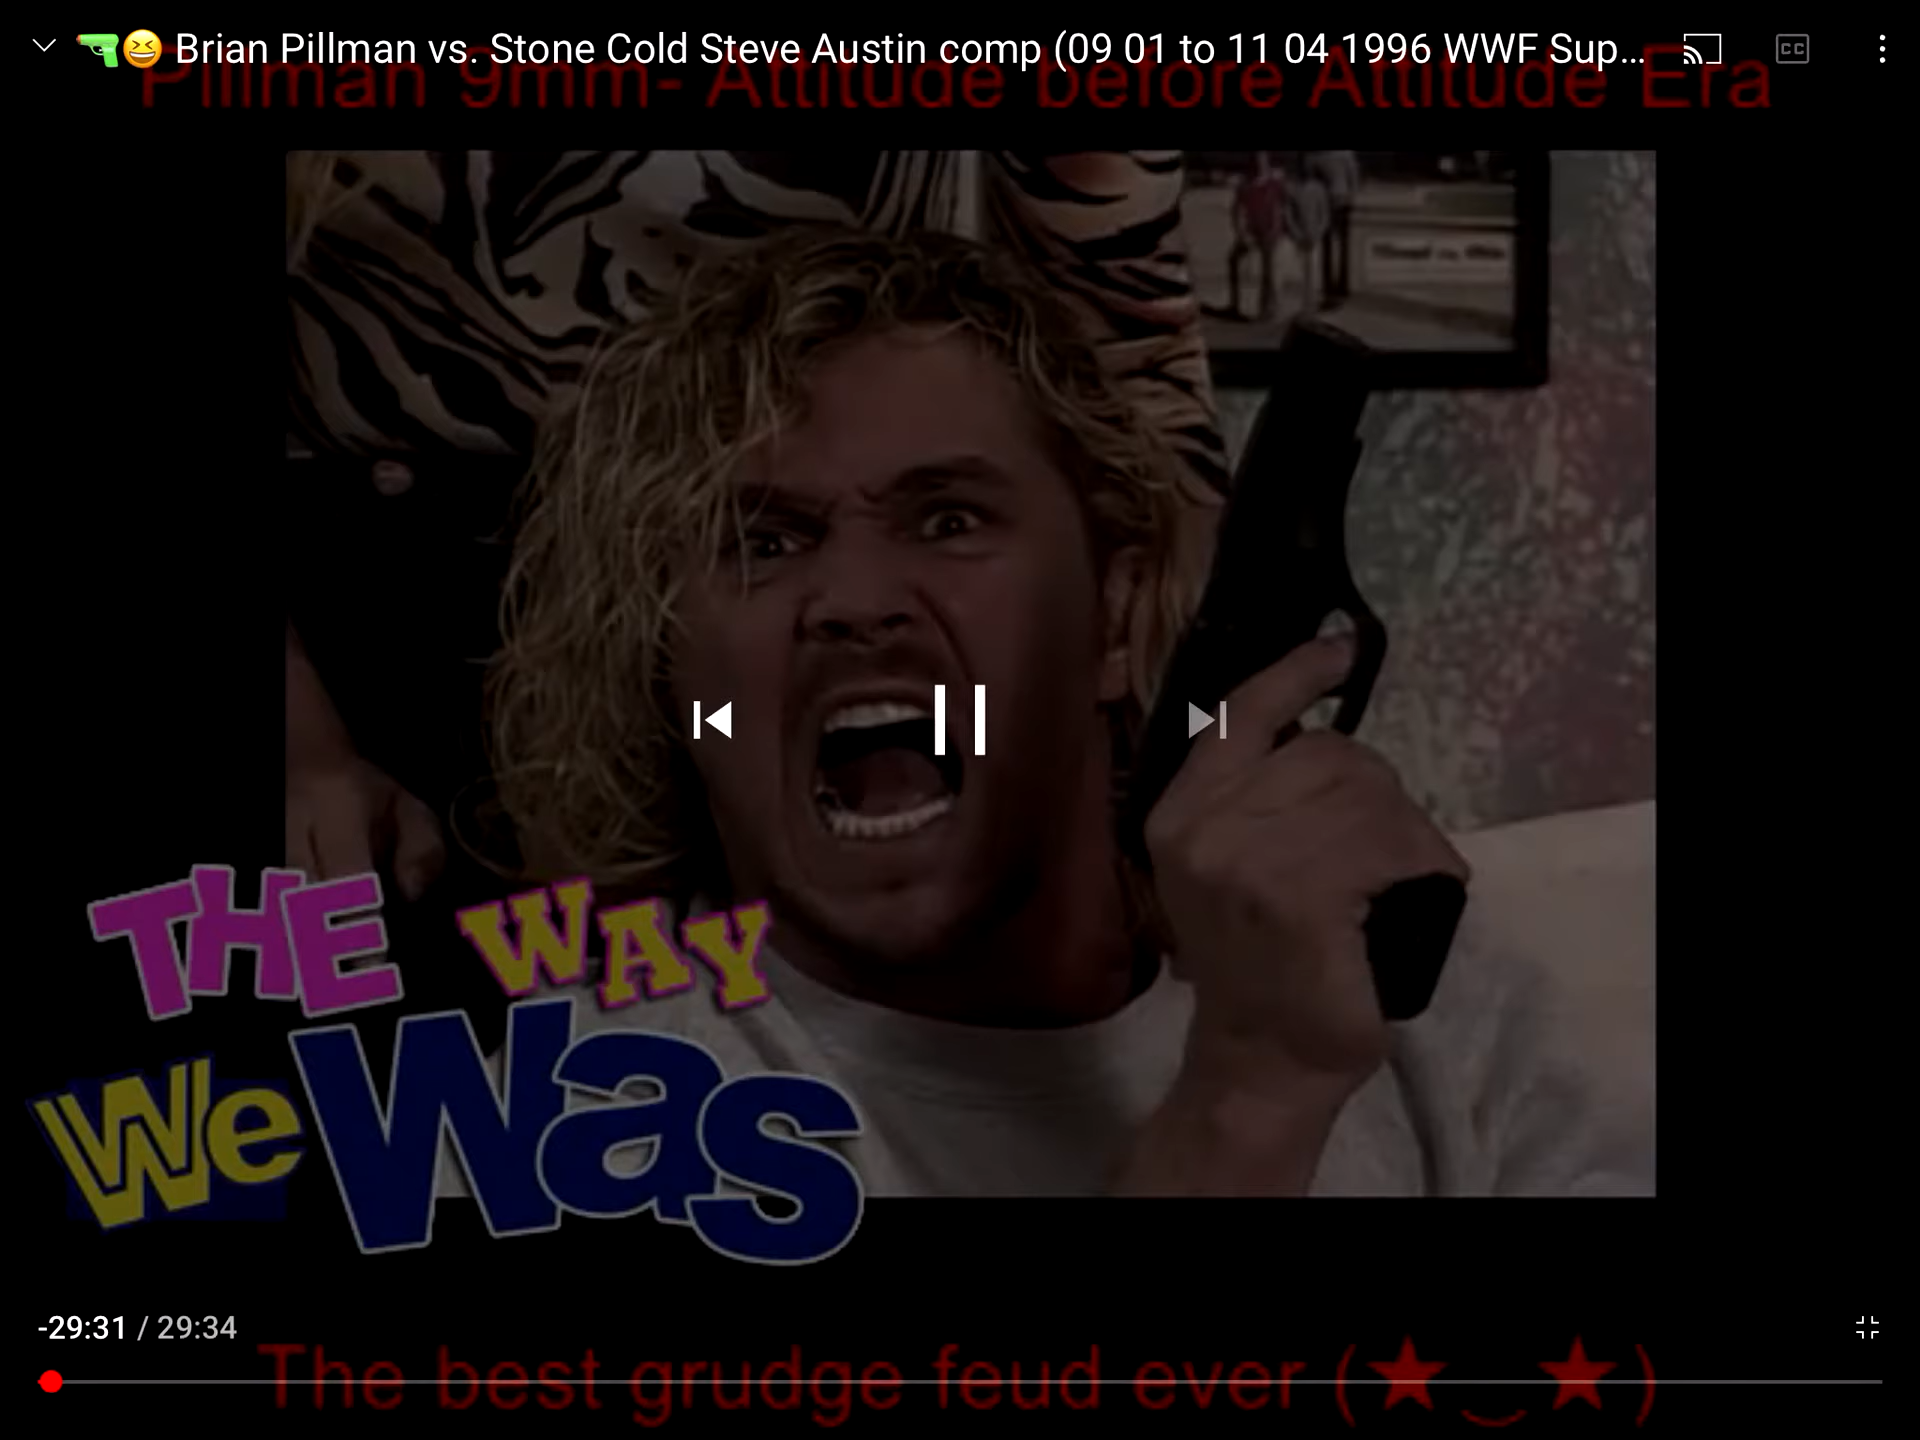 Brian Pillman vs. Stone Cold Steve Austin comp (09 01 to 11 04 1996 WWF Sup...
CC
Pillman 9mm- Attitude before Attitude Era
THE WAY
We Was
-29:31 / 29:34
The best grudge feud ever (★‿★)